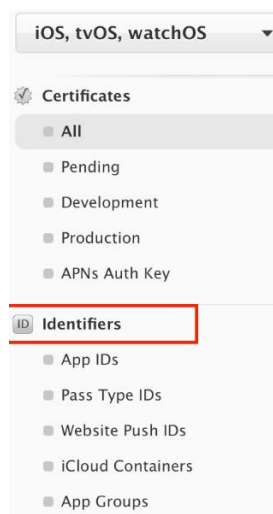 iOS, tvOS, watchOS
Certificates
All
Pending
Development
Production
APNs Auth Key
ID Identifiers
App IDs
Pass Type IDs
Website Push IDs
iCloud Containers
App Groups